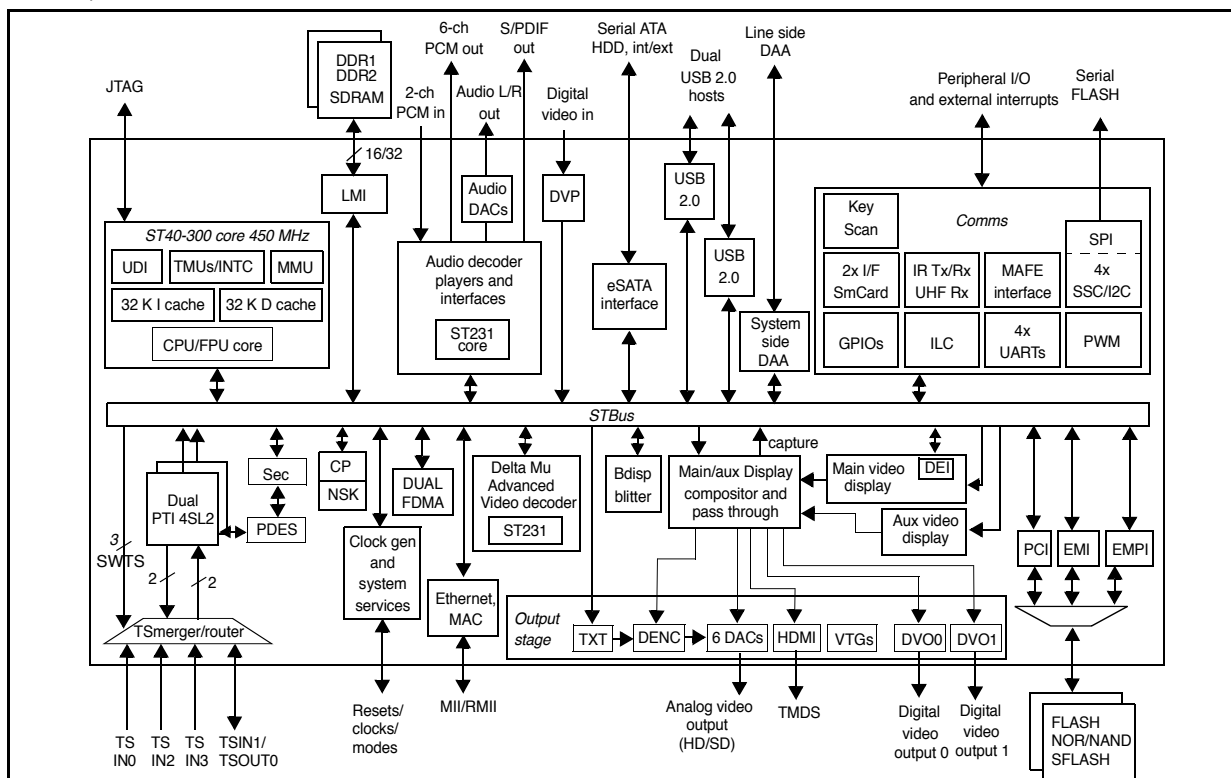 6-ch
PCM out
S/PDIF
out
Serial ATA
HDD, int/ext
Line side
DAA
DDR1
DDR2
SDRAM
Dual
USB 2.0
hosts
JTAG
2-ch
PCM in
Audio L/R
out
Digital
video in
Peripheral I/O
and external interrupts
Serial
FLASH
16/32
LMI
Audio
DACs
DVP
USB
2.0
USB
2.0
ST40-300 core 450 MHz
UDI
TMUs/INTC
MMU
32 K I cache
32 K D cache
CPU/FPU core
Audio decoder
players and
interfaces
ST231
core
eSATA
interface
System
side
DAA
Key
Scan
Comms
SPI
2x I/F
SmCard
IR Tx/Rx
UHF Rx
MAFE
interface
4x
SSC/I2C
GPIOs
ILC
4x
UARTs
PWM
STBus
capture
Dual
PTI 4SL2
Sec
PDES
CP
NSK
DUAL
FDMA
Delta Mu
Advanced
Video decoder
ST231
Bdisp
blitter
Main/aux Display
compositor and
pass through
Main video
display
DEI
Aux video
display
3
SWTS
2
2
Clock gen
and
system
services
Ethernet,
MAC
PCI
EMI
EMPI
TSmerger/router
Output
stage
TXT
DENC
6 DACs
HDMI
VTGs
DVO0
DVO1
TS
IN0
TS
IN2
TS
IN3
TSIN1/
TSOUT0
Resets/
clocks/
modes
MII/RMII
Analog video
output
(HD/SD)
TMDS
Digital
video
output 0
Digital
video
output 1
FLASH
NOR/NAND
SFLASH